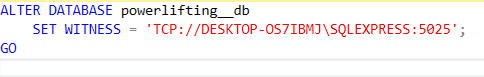 ALTER DATABASE powerlifting__db
SET WITNESS = 'TCP://DESKTOP-OS7IBMJ\SQLEXPRESS:5025';
GO